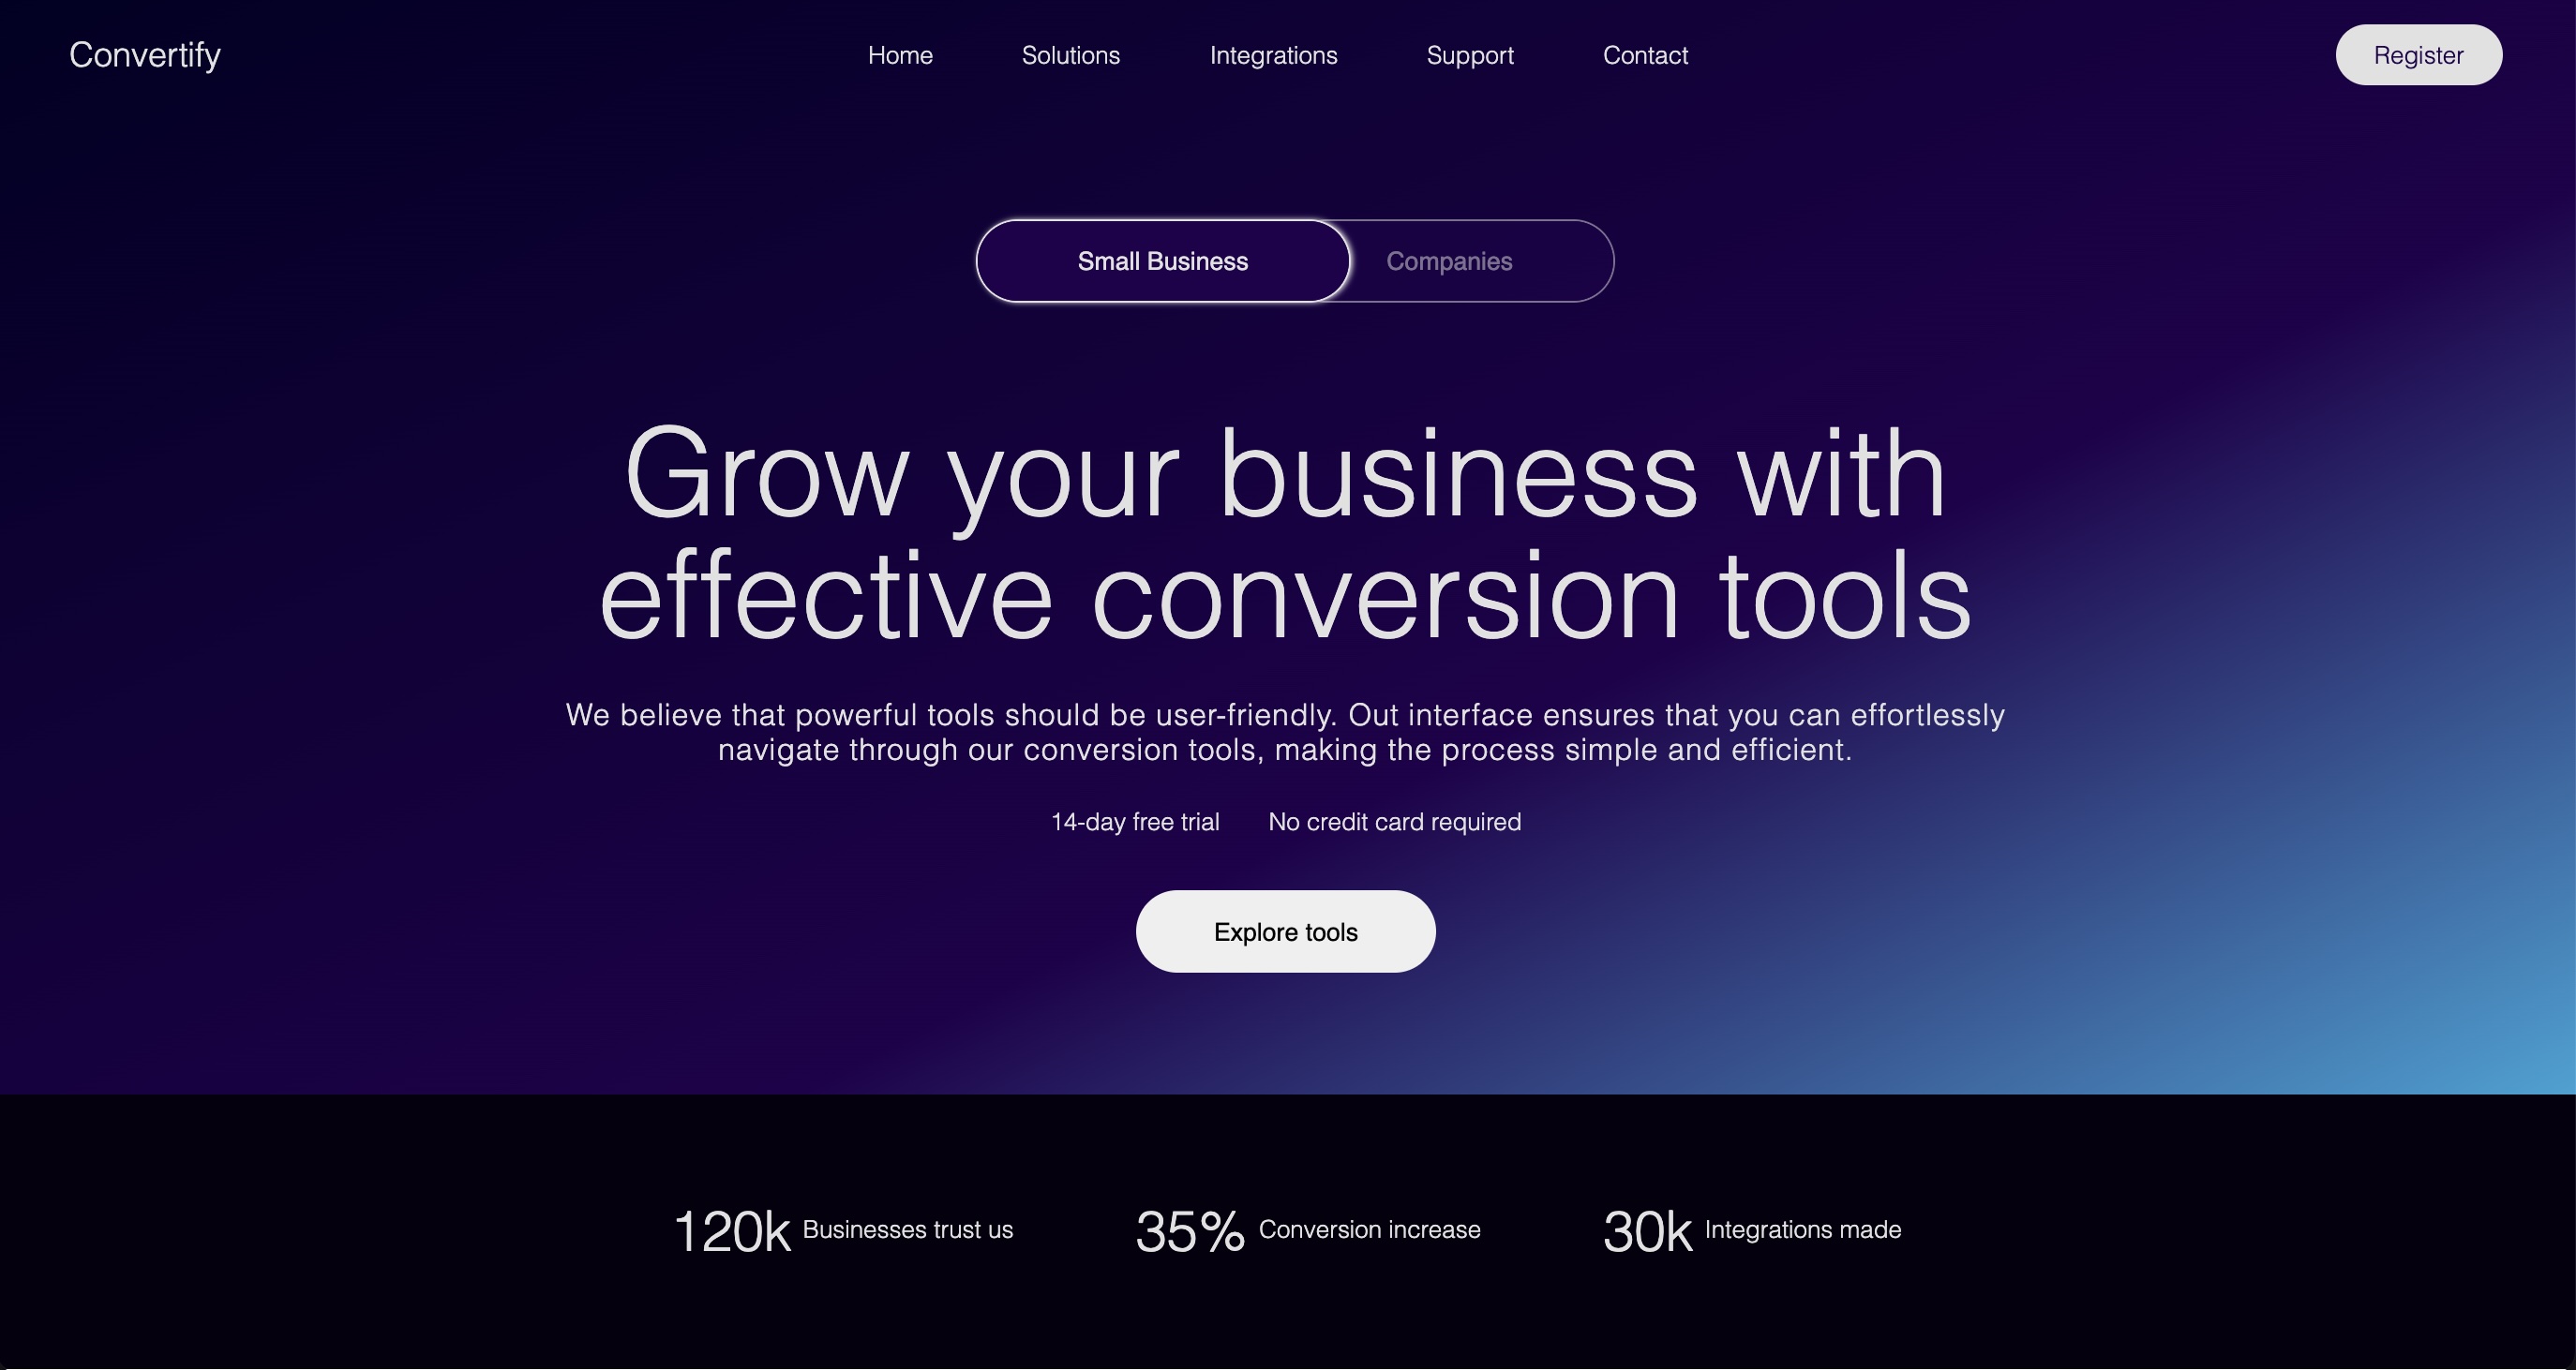 Convertify
Home Solutions Integrations Support Contact
Register
Small Business Companies
Grow your business with
effective conversion tools
We believe that powerful tools should be user-friendly. Out interface ensures that you can effortlessly
navigate through our conversion tools, making the process simple and efficient.
14-day free trial No credit card required
Explore tools
120k Businesses trust us 35% Conversion increase 30k Integrations made